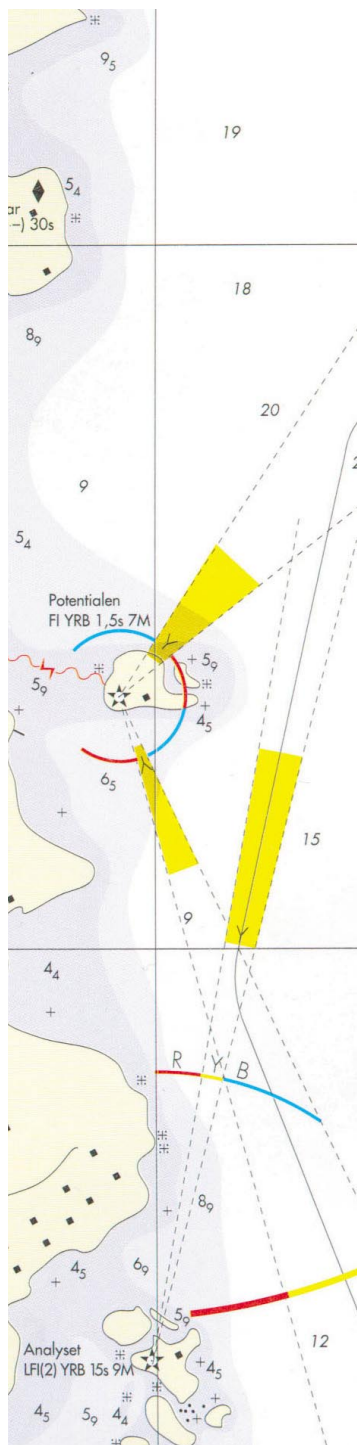 9₅
19
5₄
ar
–) 30s
18
8₉
20
9
2
5₄
Potentialen
Fl YRB 1,5s 7M
Y
5₉
5₉
4₅
6₅
Y
15
9
Y
4₄
R Y B
8₉
6₉
4₅
5₉
12
Analyset
LFl(2) YRB 15s 9M
4₅
4₅
5₉
4₄